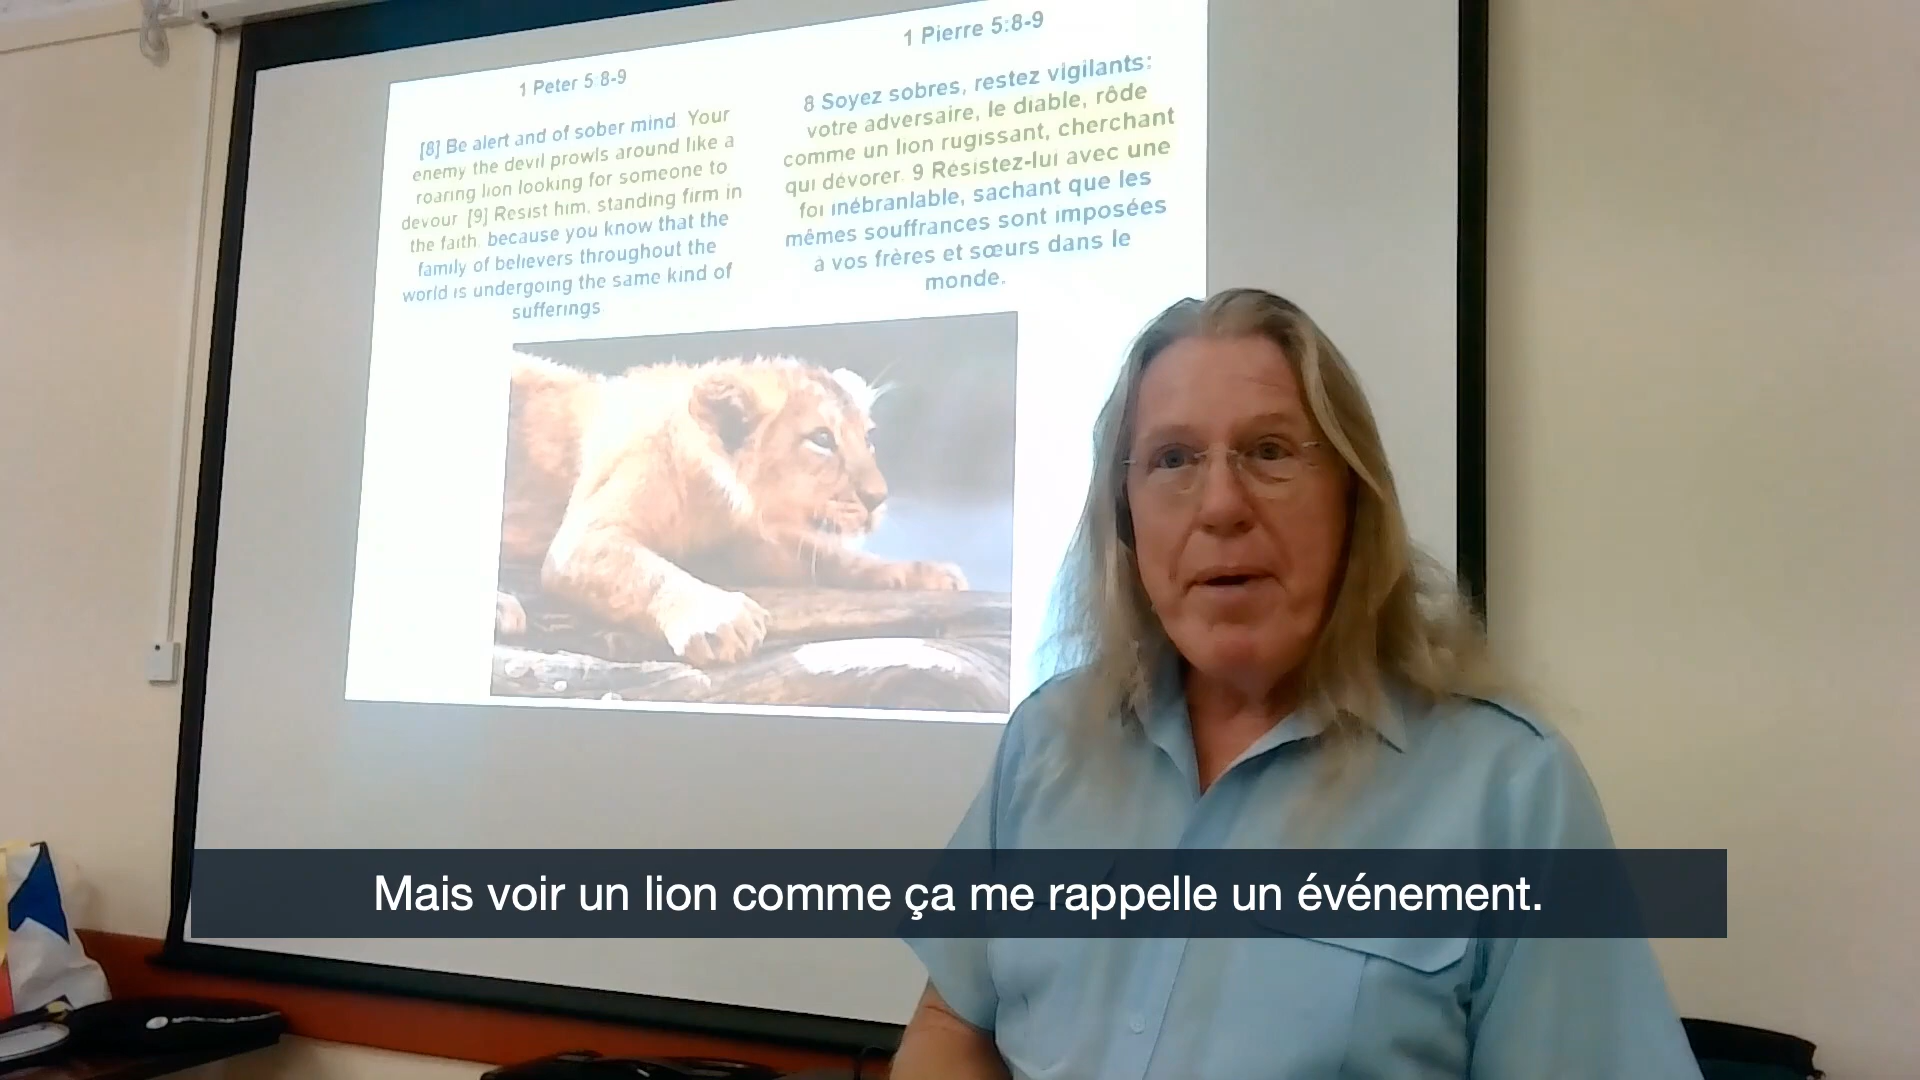 1 Peter 5:8-9
[8] Be alert and of sober mind. Your
enemy the devil prowls around like a
roaring lion looking for someone to
devour. [9] Resist him, standing firm in
the faith, because you know that the
family of believers throughout the
world is undergoing the same kind of
sufferings
1 Pierre 5:8-9
8 Soyez sobres, restez vigilants:
votre adversaire, le diable, rôde
comme un lion rugissant, cherchant
qui dévorer. 9 Résistez-lui avec une
foi inébranlable, sachant que les
mêmes souffrances sont imposées
à vos frères et sœurs dans le
monde.
Mais voir un lion comme ça me rappelle un événement.